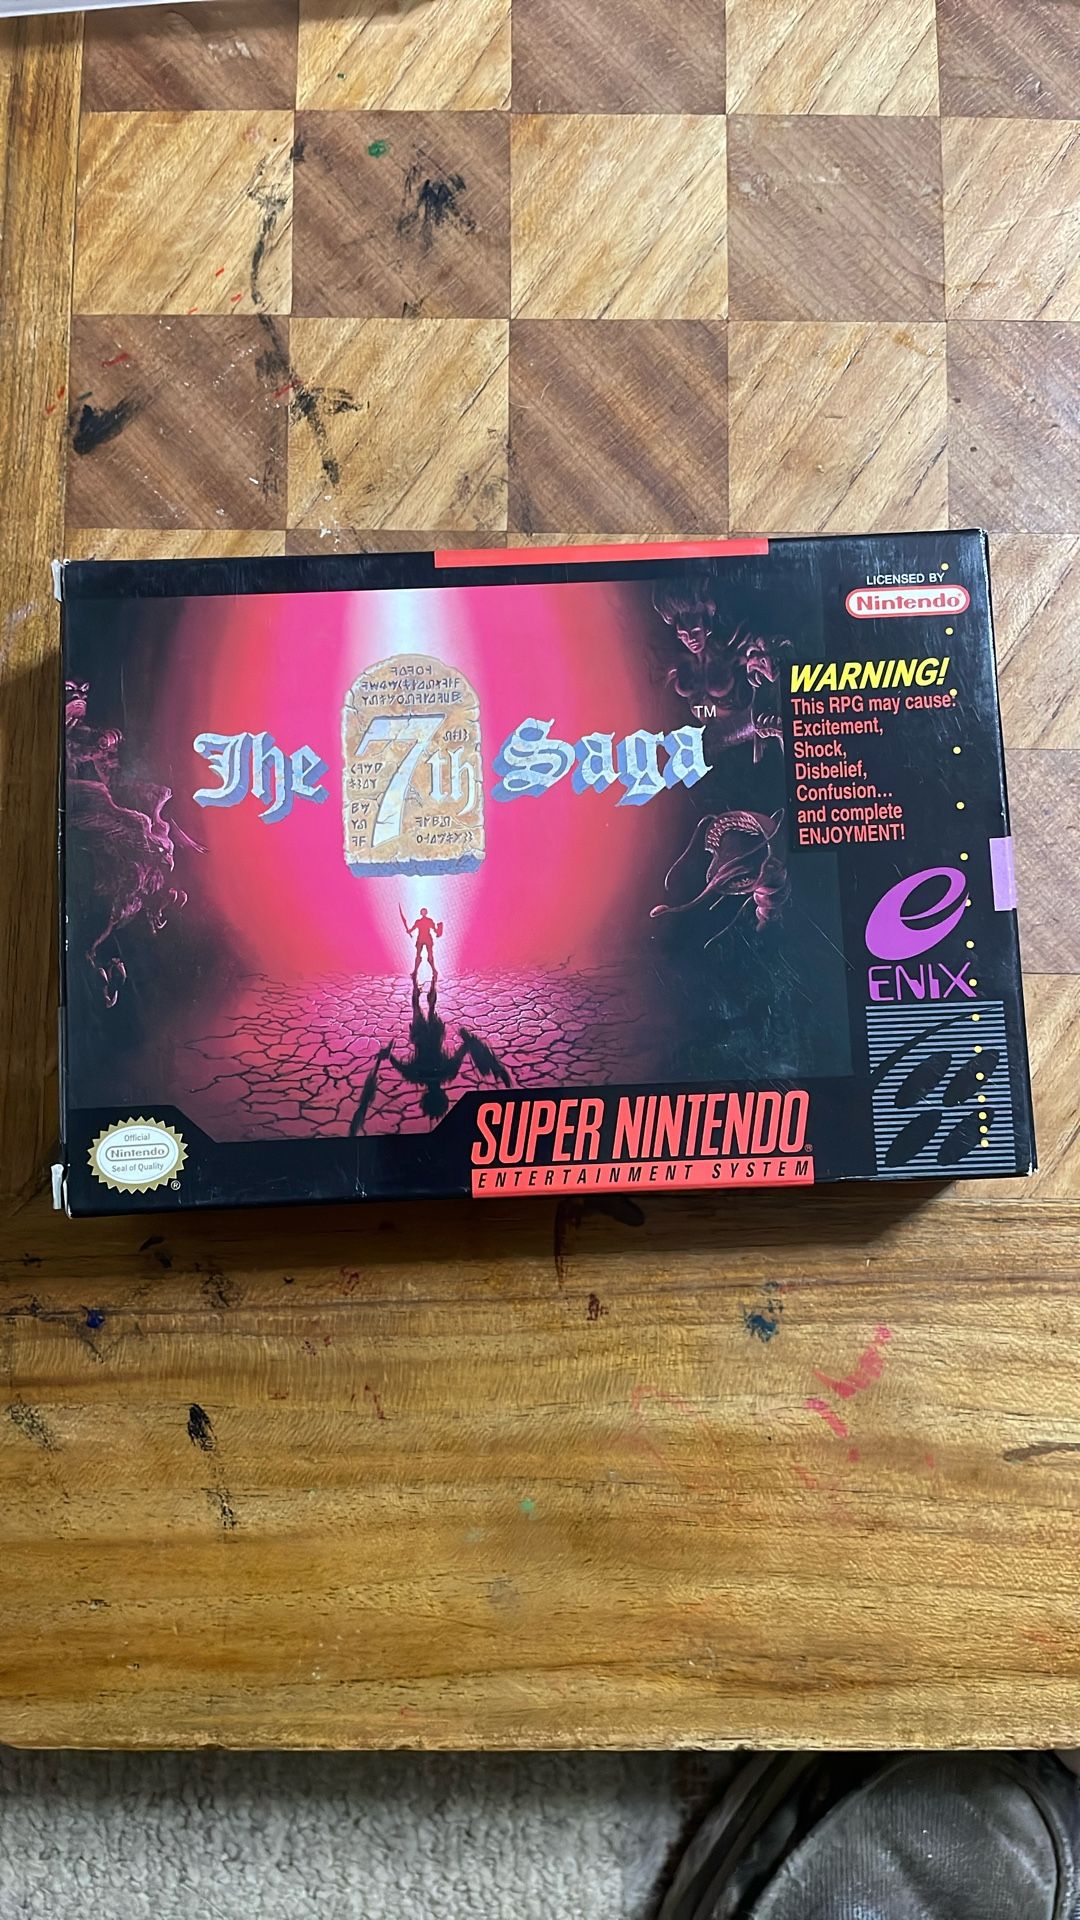 LICENSED BY
Nintendo®
WARNING!
This RPG may cause:
Excitement,
Shock,
Disbelief,
Confusion...
and complete
ENJOYMENT!
The 7th Saga™
e
ENIX
Official
Nintendo
Seal of Quality
®
SUPER NINTENDO®
ENTERTAINMENT SYSTEM